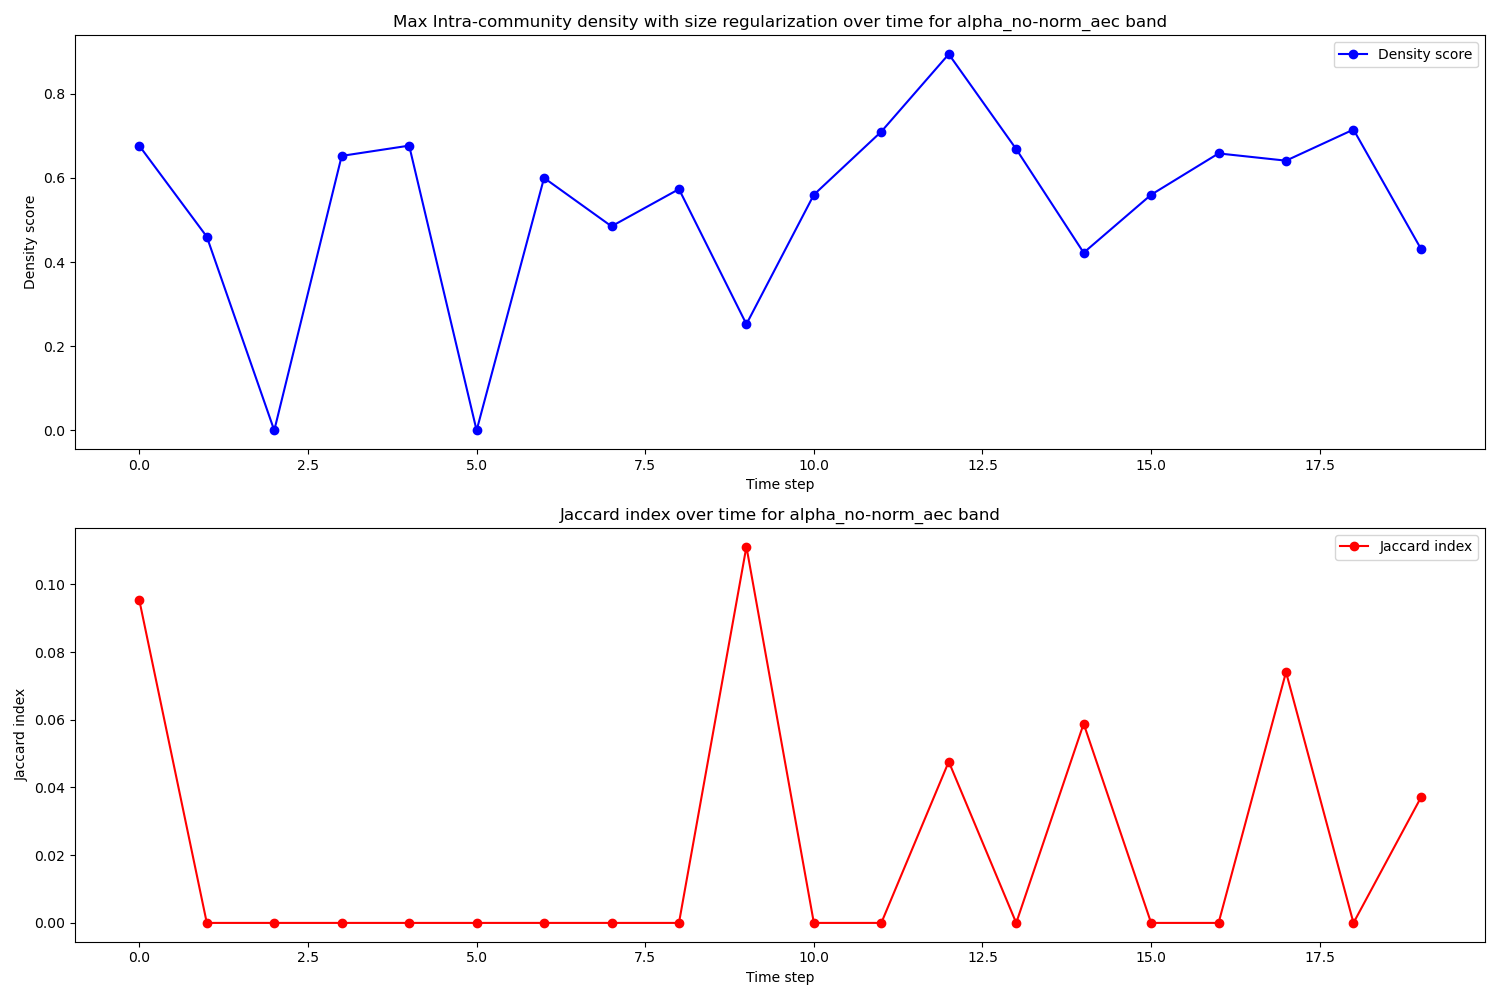 Max Intra-community density with size regularization over time for alpha_no-norm_aec band
Density score
0.8
0.6
0.4
0.2
0.0
Density score
0.0 2.5 5.0 7.5 10.0 12.5 15.0 17.5
Time step
Jaccard index over time for alpha_no-norm_aec band
Jaccard index
0.10
0.08
0.06
0.04
0.02
0.00
Jaccard index
0.0 2.5 5.0 7.5 10.0 12.5 15.0 17.5
Time step